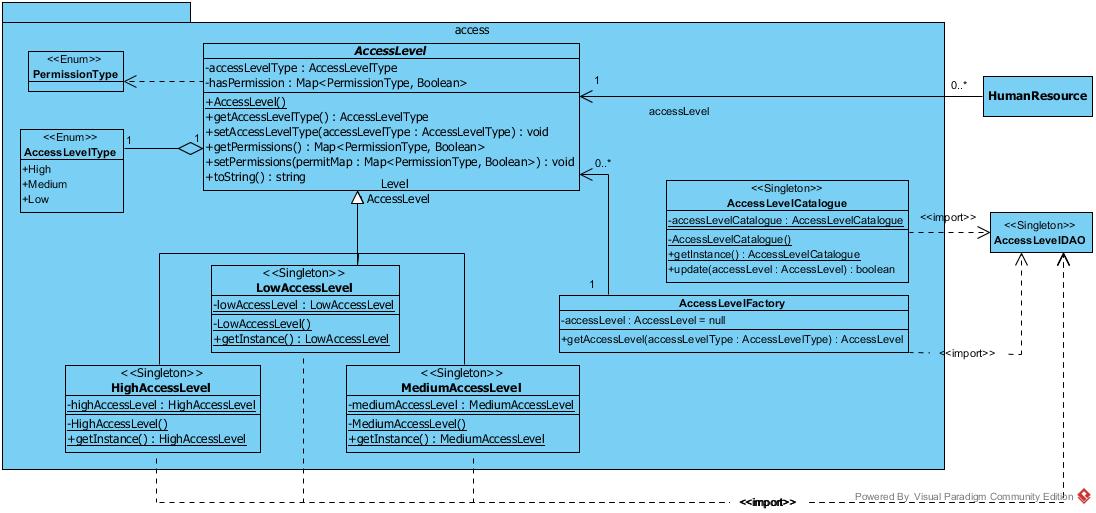 access
<<Enum>>
PermissionType
AccessLevel
-accessLevelType : AccessLevelType
-hasPermission : Map<PermissionType, Boolean>
+AccessLevel()
+getAccessLevelType() : AccessLevelType
+setAccessLevelType(accessLevelType : AccessLevelType) : void
+getPermissions() : Map<PermissionType, Boolean>
+setPermissions(permitMap : Map<PermissionType, Boolean>) : void
+toString() : string
1
0..*
accessLevel
HumanResource
<<Enum>>
AccessLevelType
+High
+Medium
+Low
1
1
Level
AccessLevel
0..*
1
<<Singleton>>
AccessLevelCatalogue
-accessLevelCatalogue : AccessLevelCatalogue
-AccessLevelCatalogue()
+getInstance() : AccessLevelCatalogue
+update(accessLevel : AccessLevel) : boolean
<<import>>
<<Singleton>>
AccessLevelDAO
<<Singleton>>
LowAccessLevel
-lowAccessLevel : LowAccessLevel
-LowAccessLevel()
+getInstance() : LowAccessLevel
AccessLevelFactory
-accessLevel : AccessLevel = null
+getAccessLevel(accessLevelType : AccessLevelType) : AccessLevel
<<import>>
<<Singleton>>
HighAccessLevel
-highAccessLevel : HighAccessLevel
-HighAccessLevel()
+getInstance() : HighAccessLevel
<<Singleton>>
MediumAccessLevel
-mediumAccessLevel : MediumAccessLevel
-MediumAccessLevel()
+getInstance() : MediumAccessLevel
<<import>>
Powered By Visual Paradigm Community Edition